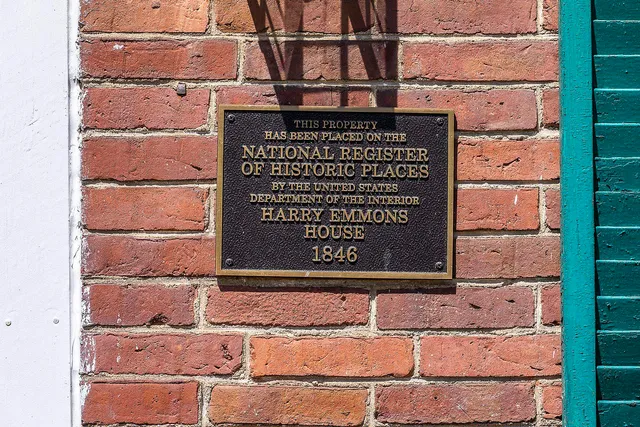 THIS PROPERTY
HAS BEEN PLACED ON THE
NATIONAL REGISTER
OF HISTORIC PLACES
BY THE UNITED STATES
DEPARTMENT OF THE INTERIOR
HARRY EMMONS
HOUSE
1846